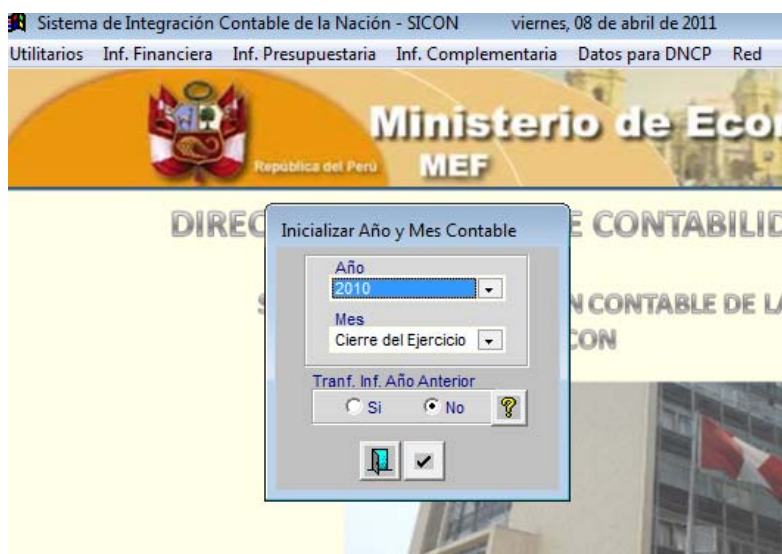 Sistema de Integración Contable de la Nación - SICON viernes, 08 de abril de 2011
Utilitarios Inf. Financiera Inf. Presupuestaria Inf. Complementaria Datos para DNCP Red
República del Perú
Ministerio de Eco
MEF
DIREC E CONTABILID
Inicializar Año y Mes Contable
Año
2010
Mes
Cierre del Ejercicio
N CONTABLE DE LA
CON
Tranf. Inf. Año Anterior
Si No